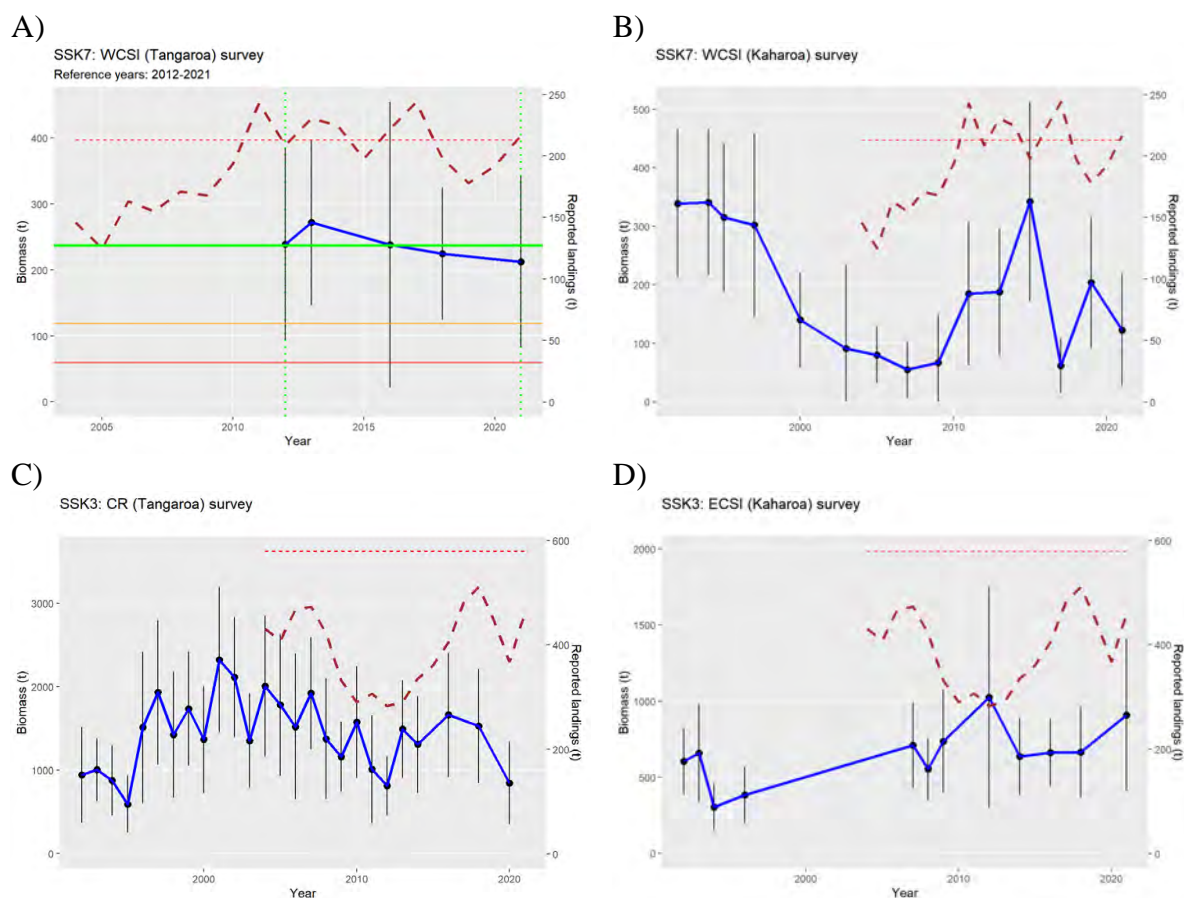 A)
SSK7: WCSI (Tangaroa) survey
Reference years: 2012-2021
Biomass (t)
400
300
200
100
0
250
200
150
100
50
0
Reported landings (t)
2005
2010
2015
2020
Year
B)
SSK7: WCSI (Kaharoa) survey
Biomass (t)
500
400
300
200
100
0
250
200
150
100
50
0
Reported landings (t)
2000
2010
2020
Year
C)
SSK3: CR (Tangaroa) survey
Biomass (t)
3000
2000
1000
0
600
400
200
0
Reported landings (t)
2000
2010
2020
Year
D)
SSK3: ECSI (Kaharoa) survey
Biomass (t)
2000
1500
1000
500
0
600
400
200
0
Reported landings (t)
2000
2010
2020
Year